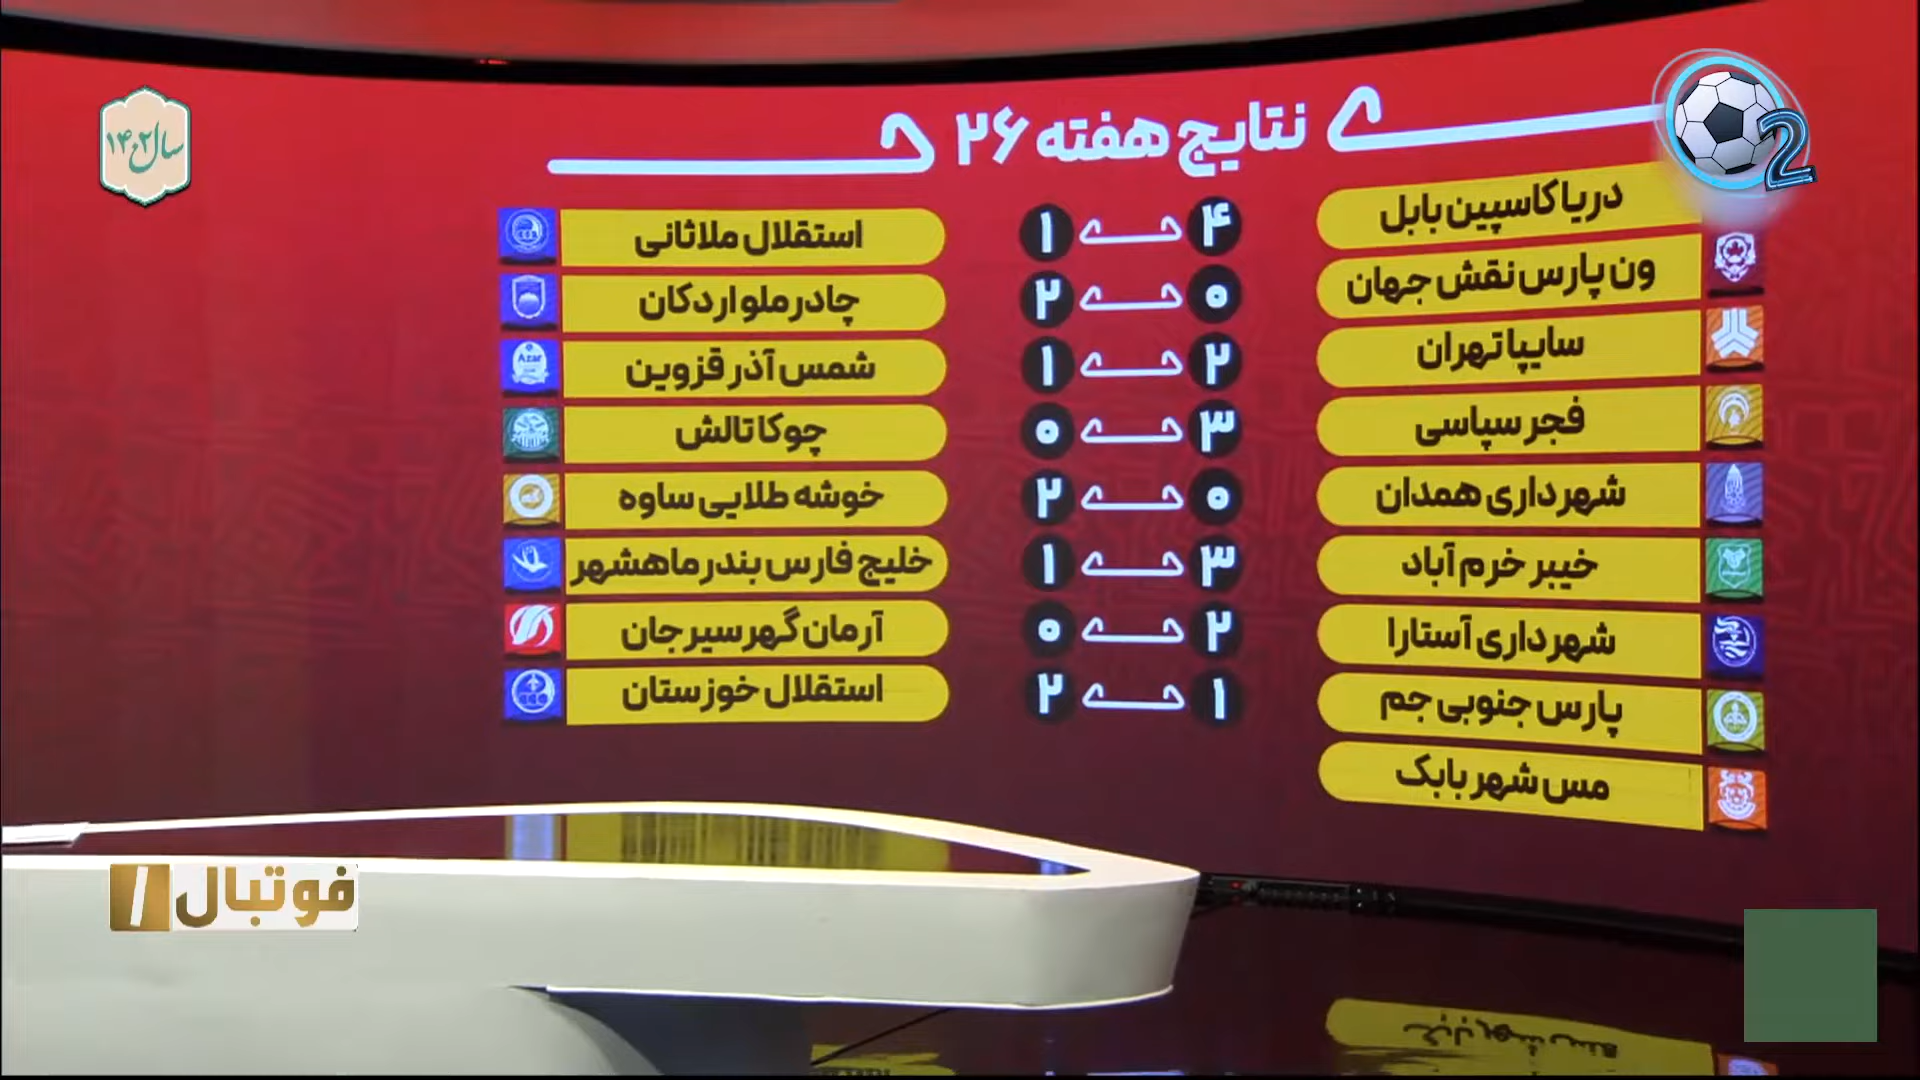 سال ۱۴۰۲
2
نتایج هفته ۲۶
دریا کاسپین بابل ۴ ۱ استقلال ملاثانی
ون پارس نقش جهان ۰ ۲ چادرملو اردکان
سایپا تهران ۲ ۱ شمس آذر قزوین
Azar
فجر سپاسی ۳ ۰ چوکا تالش
شهرداری همدان ۰ ۲ خوشه طلایی ساوه
خیبر خرم آباد ۳ ۱ خلیج فارس بندر ماهشهر
شهرداری آستارا ۲ ۰ آرمان گهر سیرجان
پارس جنوبی جم ۱ ۲ استقلال خوزستان
مس شهر بابک
فوتبال ۱